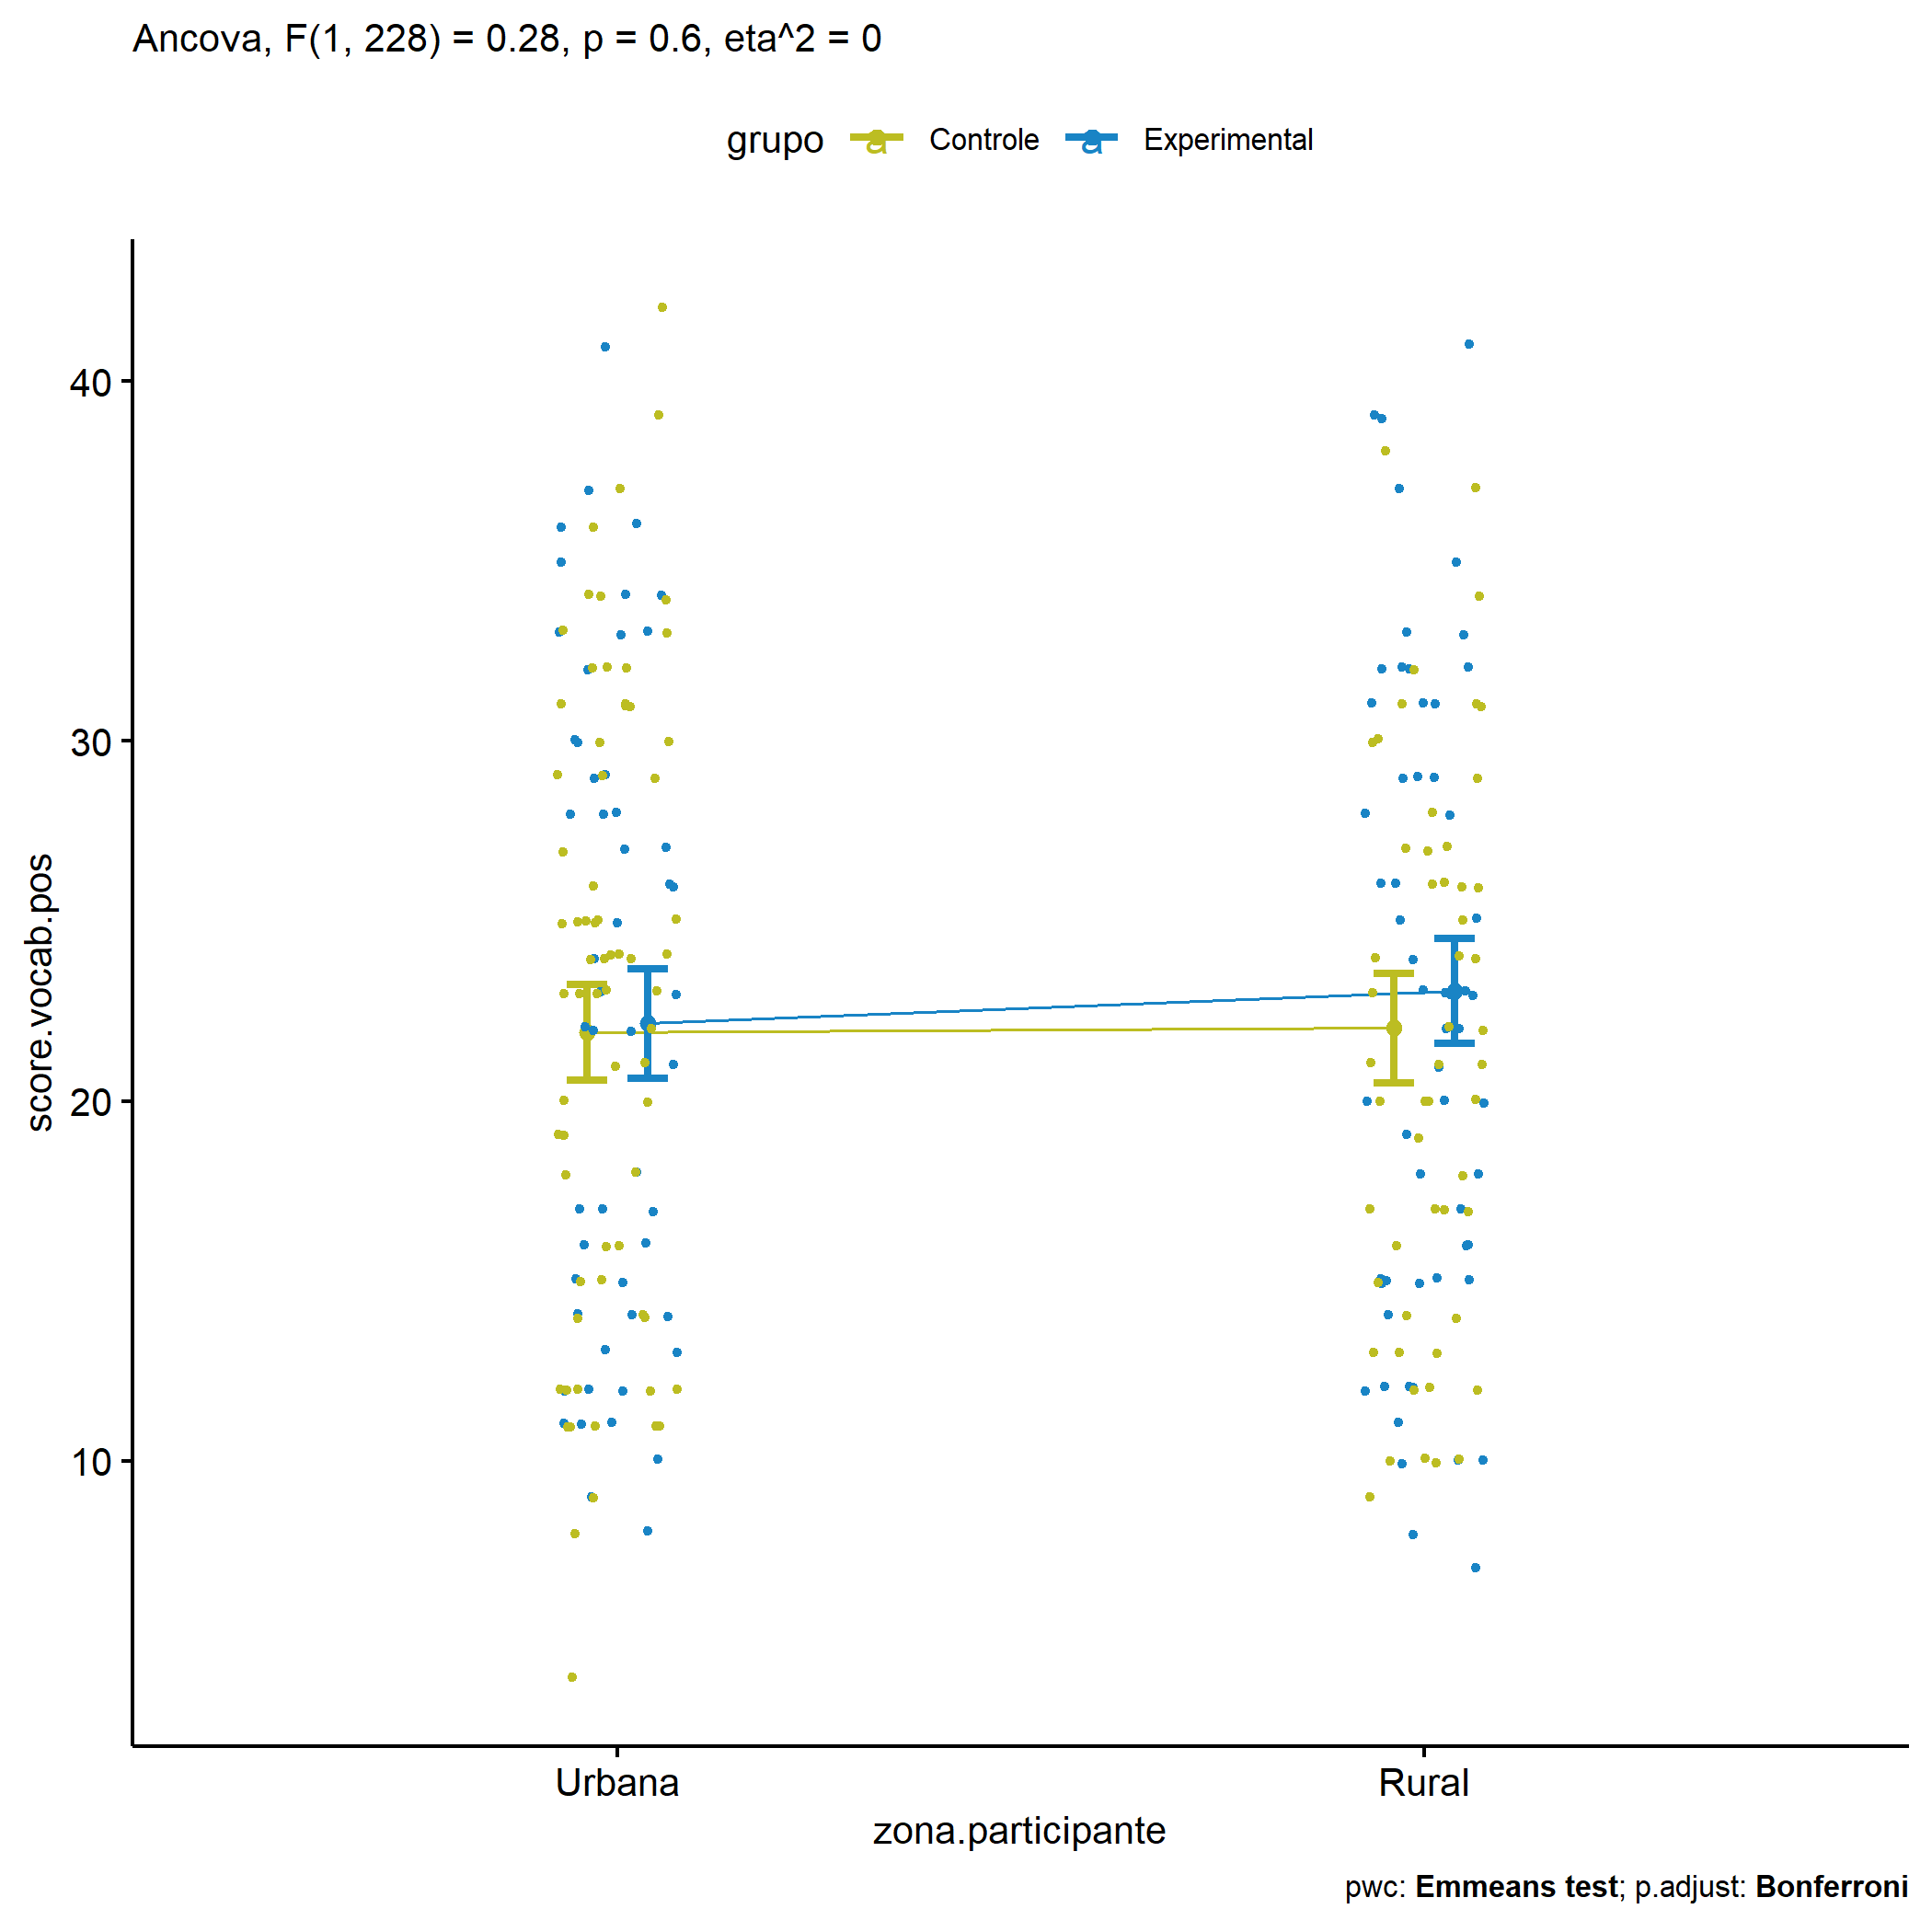 Ancova, F(1, 228) = 0.28, p = 0.6, eta^2 = 0
grupo a Controle a Experimental
score.vocab.pos
40
30
20
10
Urbana Rural
zona.participante
pwc: Emmeans test; p.adjust: Bonferroni